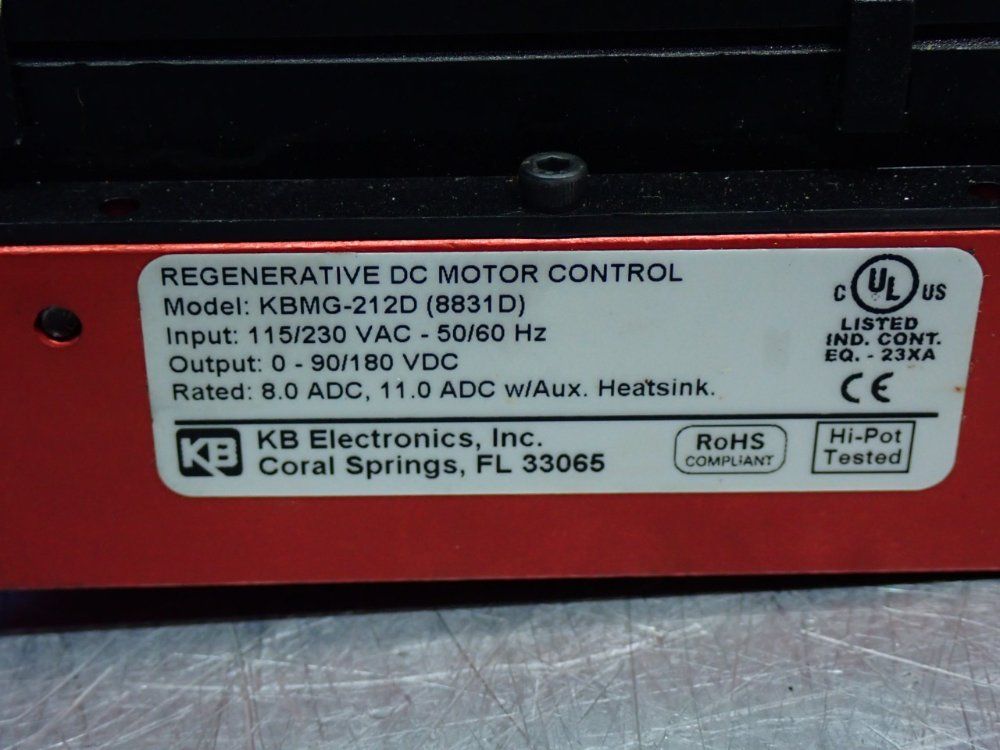 REGENERATIVE DC MOTOR CONTROL
Model: KBMG-212D (8831D)
Input: 115/230 VAC - 50/60 Hz
Output: 0 - 90/180 VDC
Rated: 8.0 ADC, 11.0 ADC w/Aux. Heatsink.
C UL US
LISTED
IND. CONT.
EQ. - 23XA
CE
KB
KB Electronics, Inc.
Coral Springs, FL 33065
RoHS
COMPLIANT
Hi-Pot
Tested